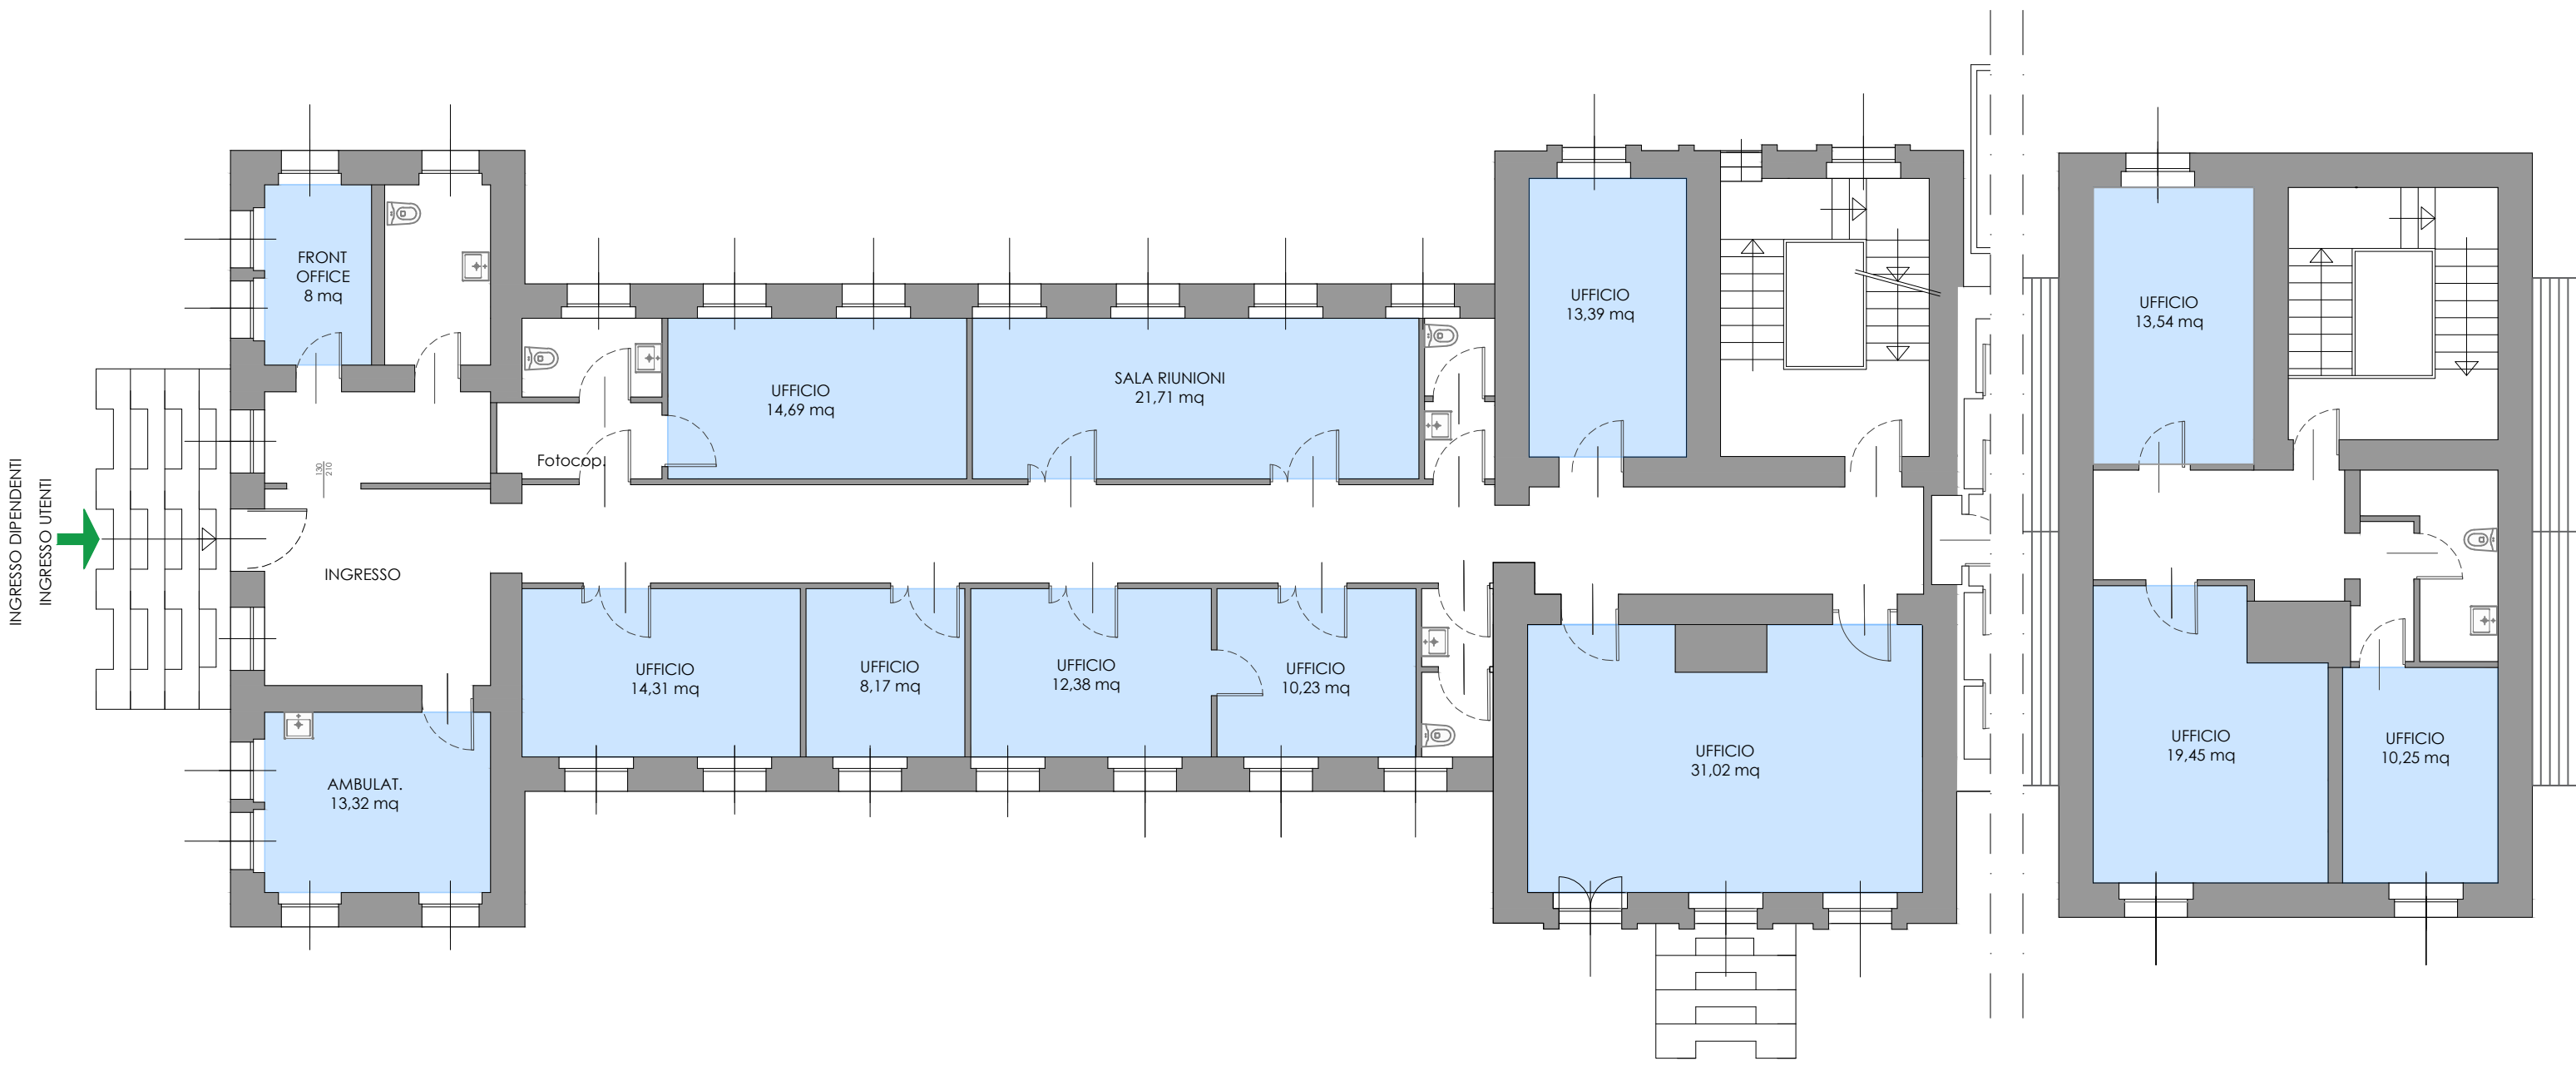 INGRESSO DIPENDENTI
INGRESSO UTENTI
FRONT
OFFICE
8 mq
130
210
INGRESSO
AMBULAT.
13,32 mq
Fotocop.
UFFICIO
14,69 mq
SALA RIUNIONI
21,71 mq
UFFICIO
14,31 mq
UFFICIO
8,17 mq
UFFICIO
12,38 mq
UFFICIO
10,23 mq
UFFICIO
13,39 mq
UFFICIO
31,02 mq
UFFICIO
13,54 mq
UFFICIO
19,45 mq
UFFICIO
10,25 mq